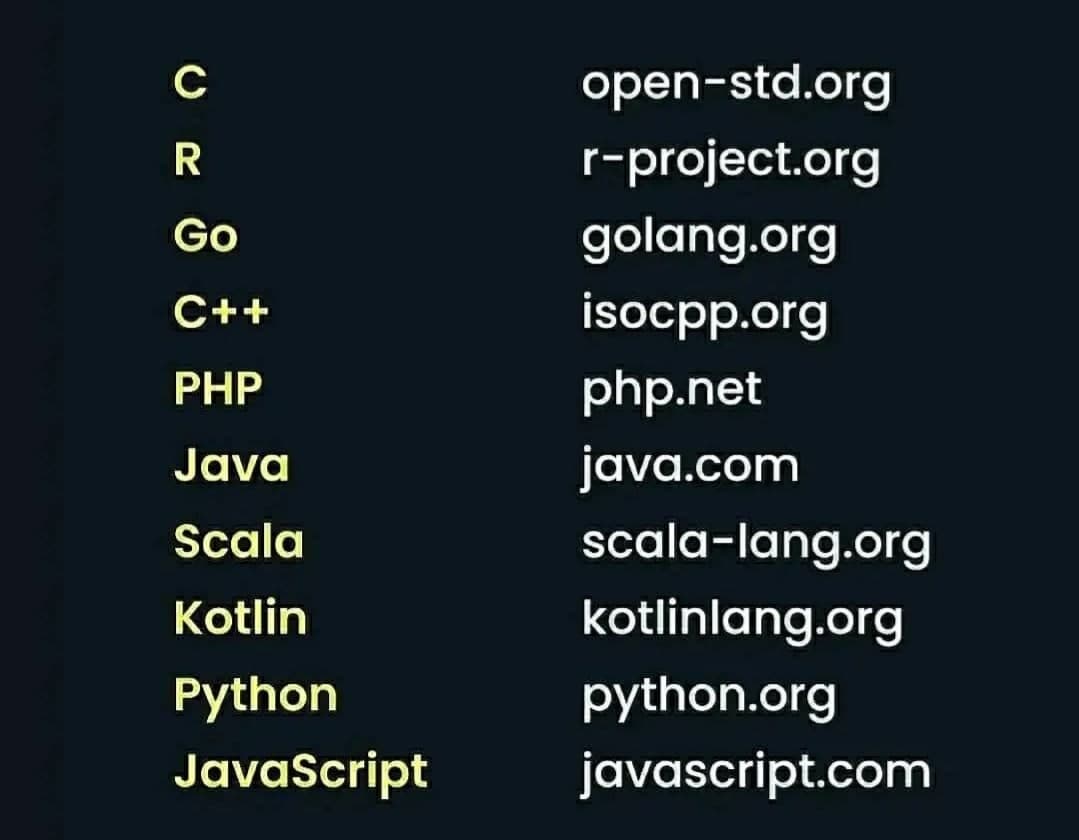 C open-std.org
R r-project.org
Go golang.org
C++ isocpp.org
PHP php.net
Java java.com
Scala scala-lang.org
Kotlin kotlinlang.org
Python python.org
JavaScript javascript.com